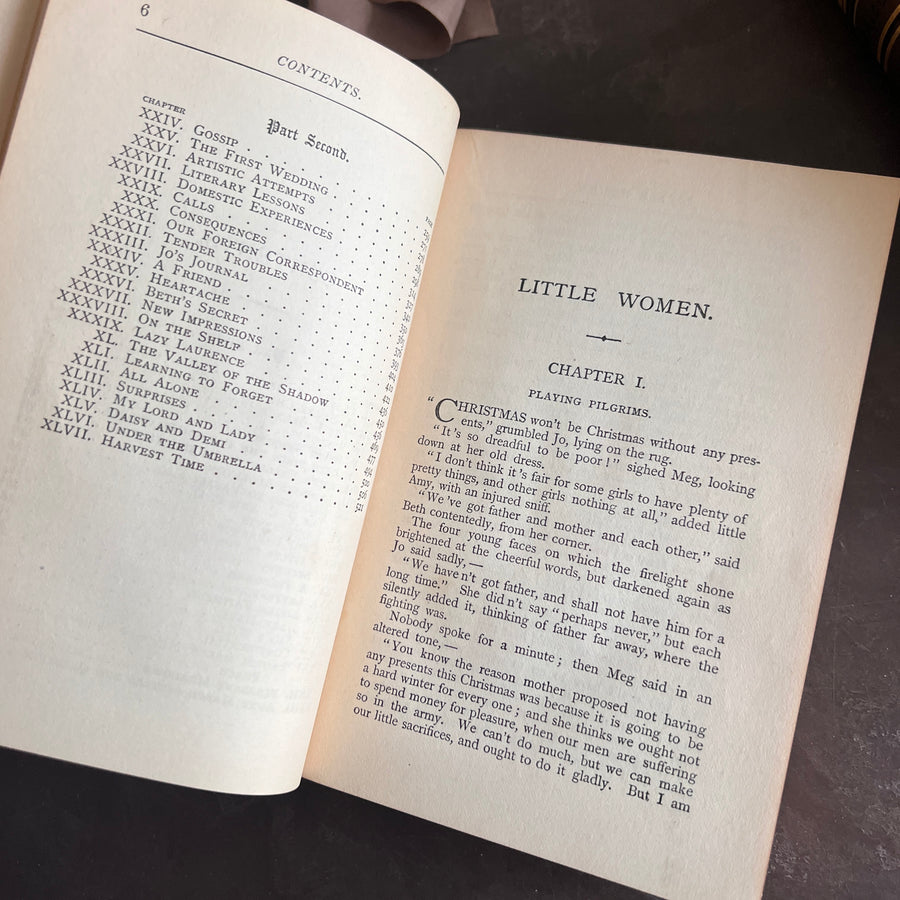 6
CONTENTS.
Part Second.
CHAPTER
XXIV. GOSSIP
XXV. THE FIRST WEDDING
XXVI. ARTISTIC ATTEMPTS
XXVII. LITERARY LESSONS
XXVIII. DOMESTIC EXPERIENCES
XXIX. CALLS
XXX. CONSEQUENCES
XXXI. OUR FOREIGN CORRESPONDENT
XXXII. TENDER TROUBLES
XXXIII. JO'S JOURNAL
XXXIV. A FRIEND
XXXV. HEARTACHE
XXXVI. BETH'S SECRET
XXXVII. NEW IMPRESSIONS
XXXVIII. ON THE SHELF
XXXIX. LAZY LAURENCE
XL. THE VALLEY OF THE SHADOW
XLI. LEARNING TO FORGET
XLII. ALL ALONE
XLIII. SURPRISES
XLIV. MY LORD AND LADY
XLV. DAISY AND DEMI
XLVI. UNDER THE UMBRELLA
XLVII. HARVEST TIME
LITTLE WOMEN.
CHAPTER I.
PLAYING PILGRIMS.
"CHRISTMAS won't be Christmas without any pres-
ents," grumbled Jo, lying on the rug.
"It's so dreadful to be poor!" sighed Meg, looking
down at her old dress.
"I don't think it's fair for some girls to have plenty of
pretty things, and other girls nothing at all," added little
Amy, with an injured sniff.
"We've got father and mother and each other," said
Beth contentedly, from her corner.
The four young faces on which the firelight shone
brightened at the cheerful words, but darkened again as
Jo said sadly,—
"We haven't got father, and shall not have him for a
long time." She didn't say "perhaps never," but each
silently added it, thinking of father far away, where the
fighting was.
Nobody spoke for a minute; then Meg said in an
altered tone,—
"You know the reason mother proposed not having
any presents this Christmas was because it is going to be
a hard winter for every one; and she thinks we ought not
to spend money for pleasure, when our men are suffering
so in the army. We can't do much, but we can make
our little sacrifices, and ought to do it gladly. But I am